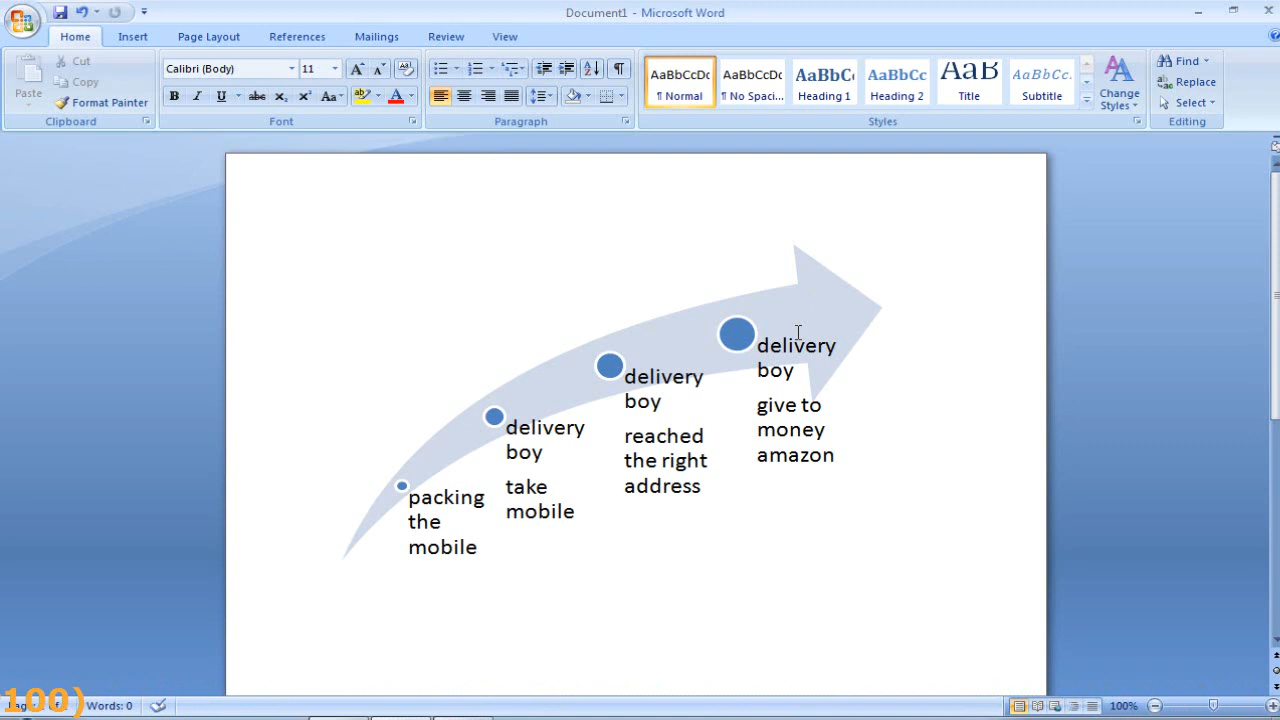 Document1 - Microsoft Word
Home Insert Page Layout References Mailings Review View
Paste
Cut
Copy
Format Painter
Clipboard
Calibri (Body) 11
Font
Paragraph
AaBbCcDc AaBbCcDc AaBbC AaBbCc AaB AaBbCc.
¶ Normal ¶ No Spaci... Heading 1 Heading 2 Title Subtitle
Change
Styles
Styles
Find
Replace
Select
Editing
packing
the
mobile
delivery
boy
take
mobile
delivery
boy
reached
the right
address
delivery
boy
give to
money
amazon
100)
Words: 0
100%